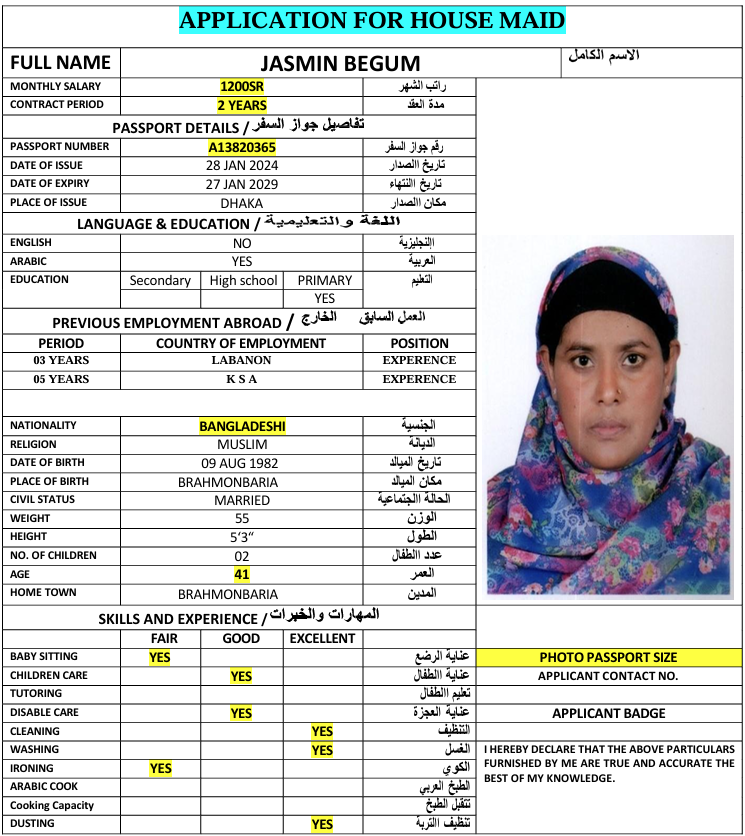 APPLICATION FOR HOUSE MAID
FULL NAME JASMIN BEGUM الاسم الكامل
MONTHLY SALARY 1200SR راتب الشهر
CONTRACT PERIOD 2 YEARS مدة العقد
PASSPORT DETAILS / تفاصيل جواز السفر
PASSPORT NUMBER A13820365 رقم جواز السفر
DATE OF ISSUE 28 JAN 2024 تاريخ االصدار
DATE OF EXPIRY 27 JAN 2029 تاريخ االنتهاء
PLACE OF ISSUE DHAKA مكان االصدار
LANGUAGE & EDUCATION / اللغة والتعليمية
ENGLISH NO اإلنجليزية
ARABIC YES العربية
EDUCATION Secondary High school PRIMARY التعليم
YES
PREVIOUS EMPLOYMENT ABROAD / العمل السابق الخارج
PERIOD COUNTRY OF EMPLOYMENT POSITION
03 YEARS LABANON EXPERENCE
05 YEARS K S A EXPERENCE
NATIONALITY BANGLADESHI الجنسية
RELIGION MUSLIM الديانة
DATE OF BIRTH 09 AUG 1982 تاريخ الميالد
PLACE OF BIRTH BRAHMONBARIA مكان الميالد
CIVIL STATUS MARRIED الحالة االجتماعية
WEIGHT 55 الوزن
HEIGHT 5'3" الطول
NO. OF CHILDREN 02 عدد االطفال
AGE 41 العمر
HOME TOWN BRAHMONBARIA المدين
SKILLS AND EXPERIENCE / المهارات والخبرات
FAIR GOOD EXCELLENT
BABY SITTING YES عناية الرضع
CHILDREN CARE YES عناية االطفال
TUTORING تعليم االطفال
DISABLE CARE YES عناية العجزة
CLEANING YES التنظيف
WASHING YES الغسل
IRONING YES الكوي
ARABIC COOK الطبخ العربي
Cooking Capacity تتقبل الطبخ
DUSTING YES تنظيف التربة
PHOTO PASSPORT SIZE
APPLICANT CONTACT NO.
APPLICANT BADGE
I HEREBY DECLARE THAT THE ABOVE PARTICULARS
FURNISHED BY ME ARE TRUE AND ACCURATE THE
BEST OF MY KNOWLEDGE.